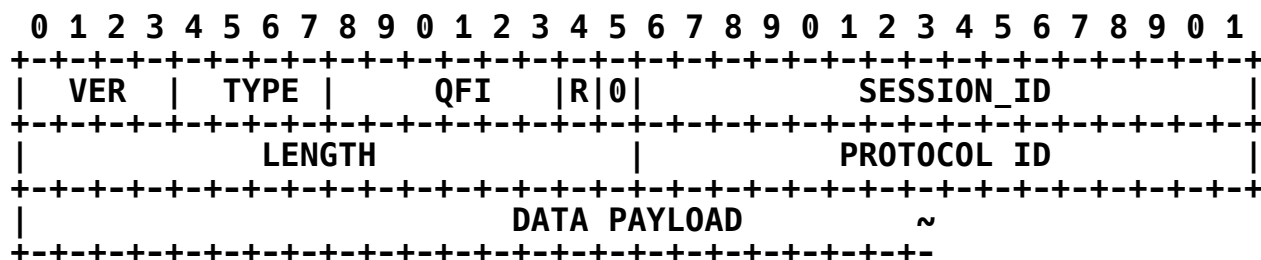 0 1 2 3 4 5 6 7 8 9 0 1 2 3 4 5 6 7 8 9 0 1 2 3 4 5 6 7 8 9 0 1
+-+-+-+-+-+-+-+-+-+-+-+-+-+-+-+-+-+-+-+-+-+-+-+-+-+-+-+-+-+-+-+-+
|  VER  |  TYPE |     QFI   |R|0|           SESSION_ID          |
+-+-+-+-+-+-+-+-+-+-+-+-+-+-+-+-+-+-+-+-+-+-+-+-+-+-+-+-+-+-+-+-+
|            LENGTH             |          PROTOCOL ID          |
+-+-+-+-+-+-+-+-+-+-+-+-+-+-+-+-+-+-+-+-+-+-+-+-+-+-+-+-+-+-+-+-+
|                         DATA PAYLOAD         ~
+-+-+-+-+-+-+-+-+-+-+-+-+-+-+-+-+-+-+-+-+-+-+-+-